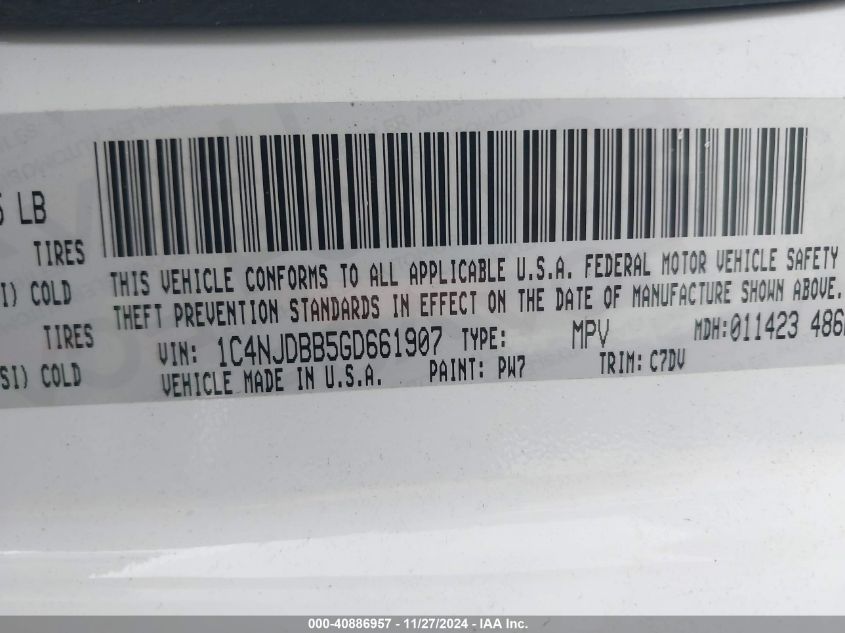 LB
TIRES
COLD
TIRES
COLD
THIS VEHICLE CONFORMS TO ALL APPLICABLE U.S.A. FEDERAL MOTOR VEHICLE SAFETY
THEFT PREVENTION STANDARDS IN EFFECT ON THE DATE OF MANUFACTURE SHOWN ABOVE.
VIN: 1C4NJDBB5GD661907 TYPE: MPV MDH:011423 486
VEHICLE MADE IN U.S.A. PAINT: PW7 TRIM: C7DV
000-40886957 - 11/27/2024 - IAA Inc.